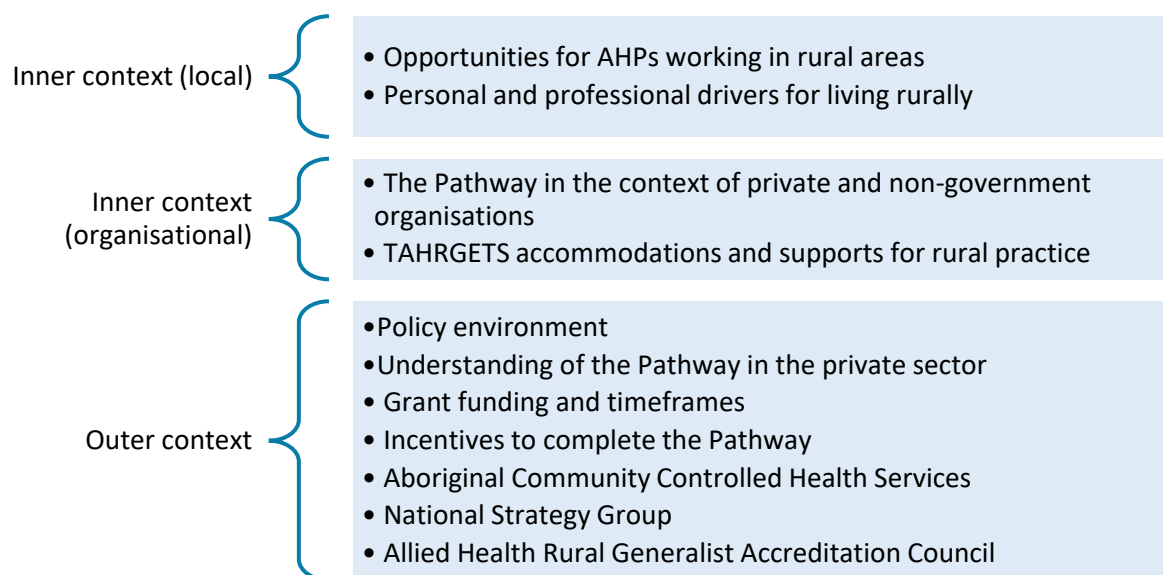 Inner context (local)
• Opportunities for AHPs working in rural areas
• Personal and professional drivers for living rurally
Inner context
(organisational)
• The Pathway in the context of private and non-government
organisations
• TAHRGETS accommodations and supports for rural practice
Outer context
•Policy environment
•Understanding of the Pathway in the private sector
• Grant funding and timeframes
• Incentives to complete the Pathway
• Aboriginal Community Controlled Health Services
• National Strategy Group
• Allied Health Rural Generalist Accreditation Council